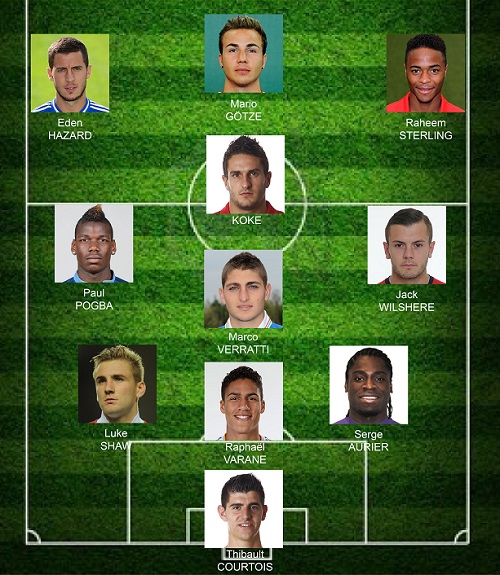 Mario
GÖTZE
Eden
HAZARD
Raheem
STERLING
KOKE
Paul
POGBA
Jack
WILSHERE
Marco
VERRATTI
Luke
SHAW
Raphaël
VARANE
Serge
AURIER
Thibault
COURTOIS